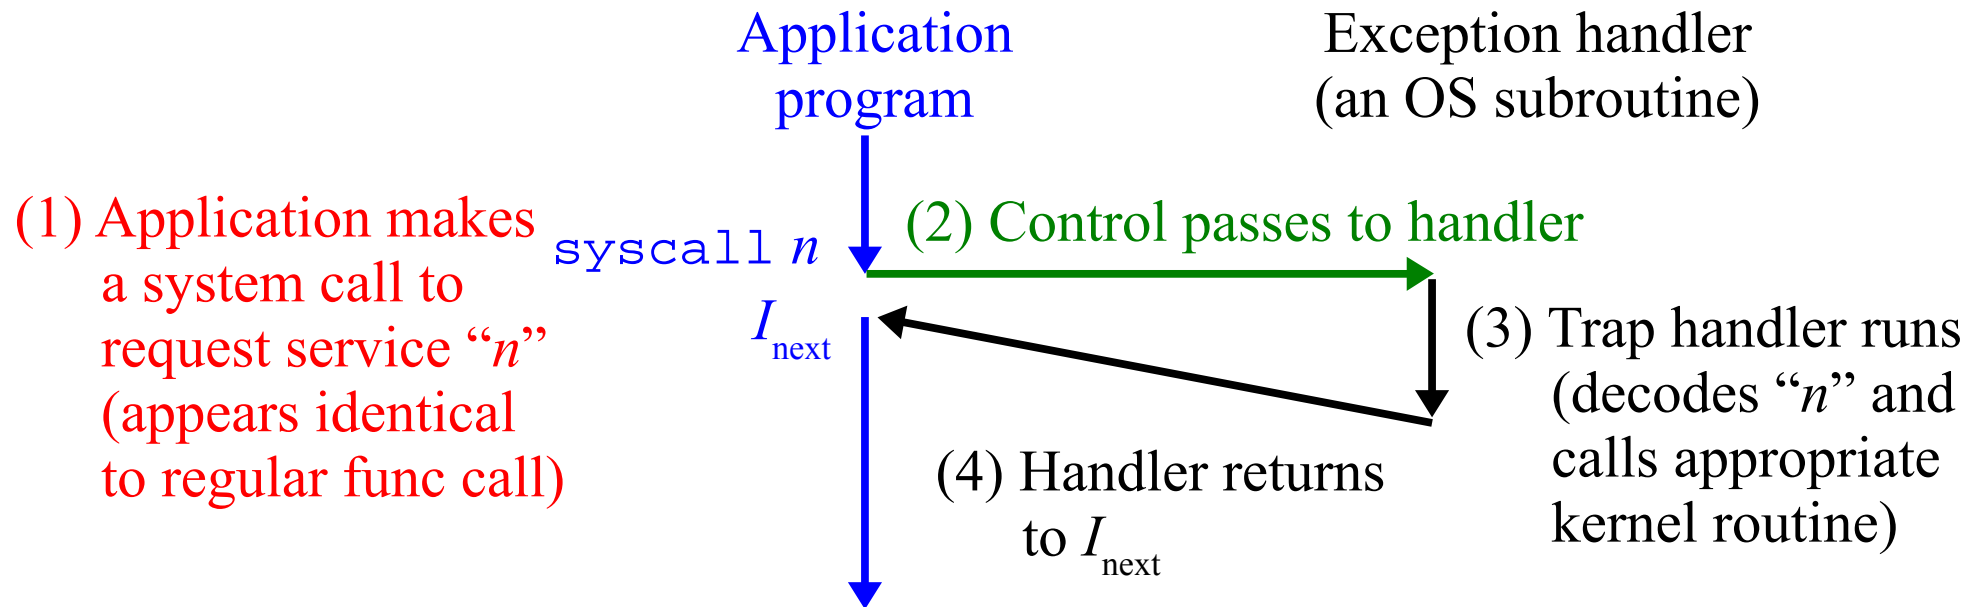 Application
program
Exception handler
(an OS subroutine)
(1) Application makes
a system call to
request service “n”
(appears identical
to regular func call)
syscall n
(2) Control passes to handler
Inext
(3) Trap handler runs
(decodes “n” and
calls appropriate
kernel routine)
(4) Handler returns
to Inext